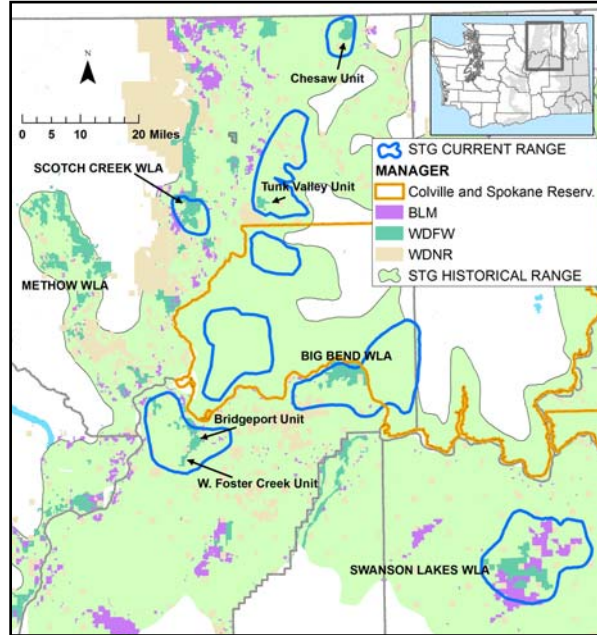 N
Chesaw Unit
0 5 10 20 Miles
SCOTCH CREEK WLA
Tunk Valley Unit
STG CURRENT RANGE
MANAGER
Colville and Spokane Reserv.
BLM
WDFW
WDNR
STG HISTORICAL RANGE
METHOW WLA
BIG BEND WLA
Bridgeport Unit
W. Foster Creek Unit
SWANSON LAKES WLA